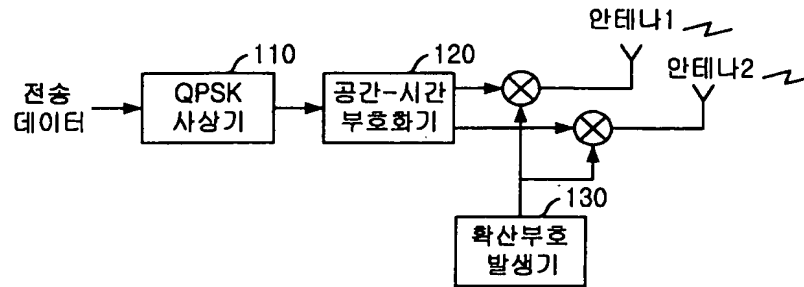 안테나1
안테나2
110
120
전송
데이터
QPSK
사상기
공간-시간
부호화기
130
확산부호
발생기